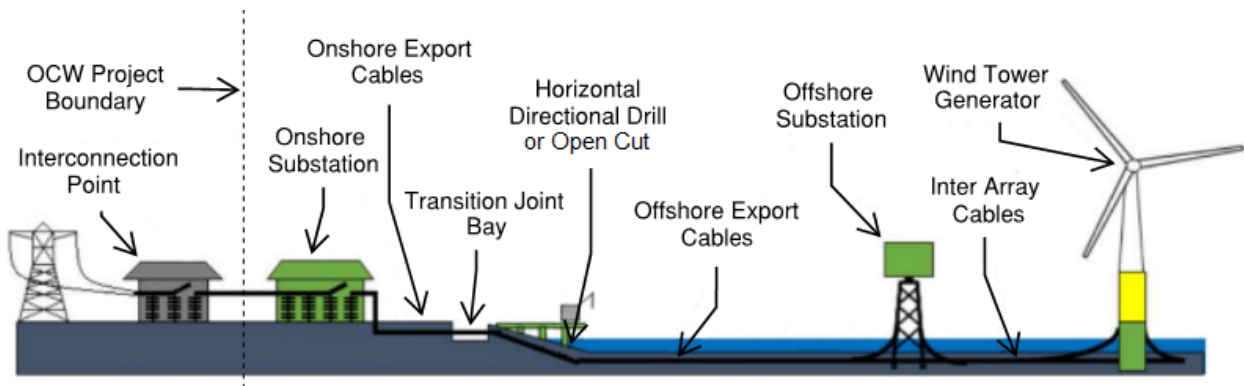 OCW Project
Boundary
Interconnection
Point
Onshore
Substation
Onshore Export
Cables
Transition Joint
Bay
Horizontal
Directional Drill
or Open Cut
Offshore Export
Cables
Offshore
Substation
Wind Tower
Generator
Inter Array
Cables